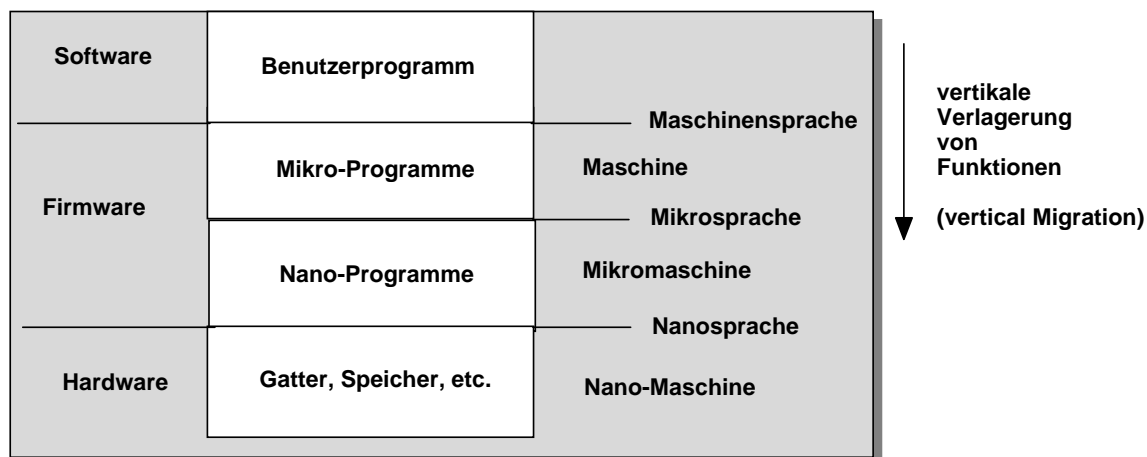 Software
Benutzerprogramm
Maschinensprache
Mikro-Programme
Maschine
Firmware
Mikrosprache
Nano-Programme
Mikromaschine
Nanosprache
Hardware
Gatter, Speicher, etc.
Nano-Maschine
vertikale
Verlagerung
von
Funktionen
(vertical Migration)